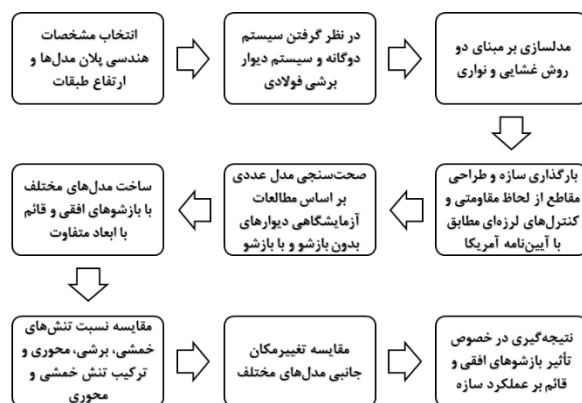 انتخاب مشخصات
هندسی پلان مدل‌ها و
ارتفاع طبقات
در نظر گرفتن سیستم
دوگانه و سیستم دیوار
برشی فولادی
مدلسازی بر مبنای دو
روش غشایی و نواری
بارگذاری سازه و طراحی
مقاطع از لحاظ مقاومتی و
کنترل‌های لرزه‌ای مطابق
با آیین‌نامه آمریکا
صحت‌سنجی مدل عددی
بر اساس مطالعات
آزمایشگاهی دیوارهای
بدون بازشو و با بازشو
ساخت مدل‌های مختلف
با بازشوهای افقی و قائم
با ابعاد متفاوت
مقایسه نسبت تنش‌های
خمشی، برشی، محوری و
ترکیب تنش خمشی و
محوری
مقایسه تغییرمکان
جانبی مدل‌های مختلف
نتیجه‌گیری در خصوص
تأثیر بازشوهای افقی و
قائم بر عملکرد سازه